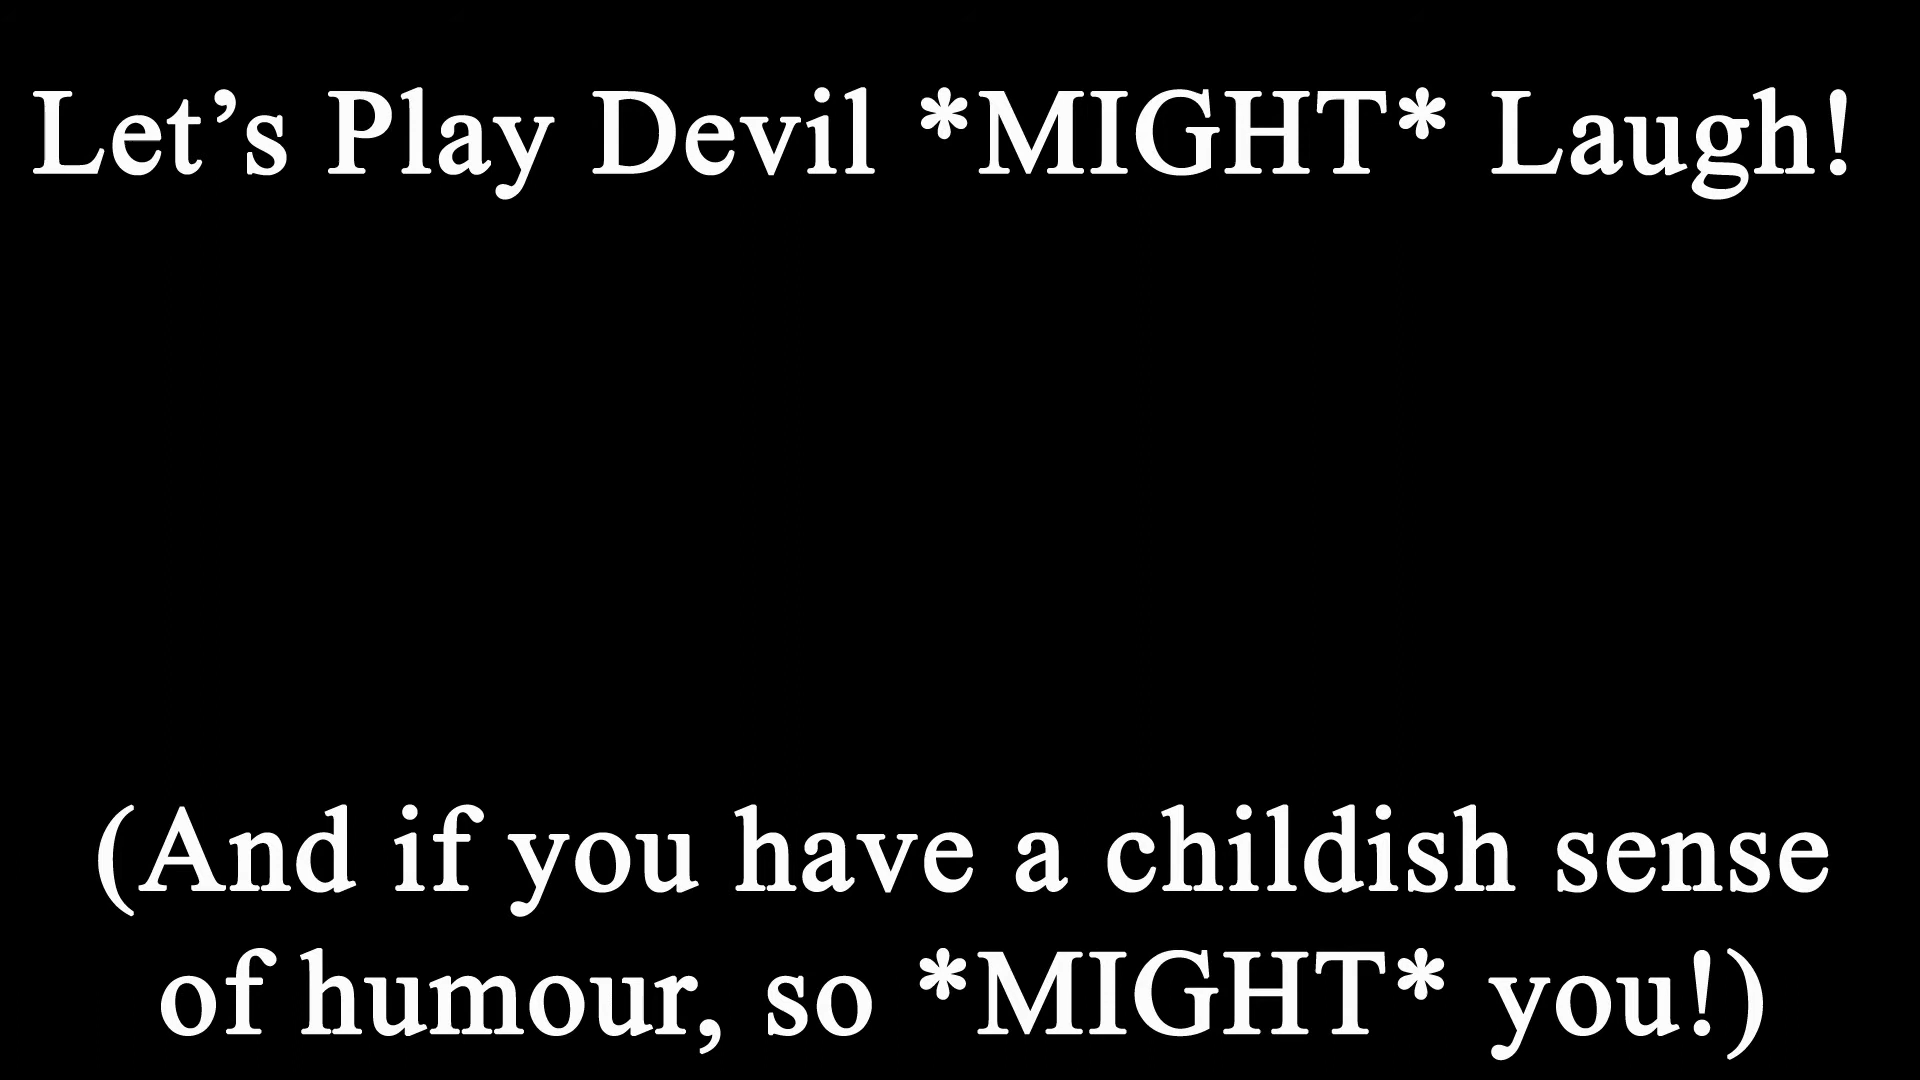 Let’s Play Devil *MIGHT* Laugh!
(And if you have a childish sense
of humour, so *MIGHT* you!)